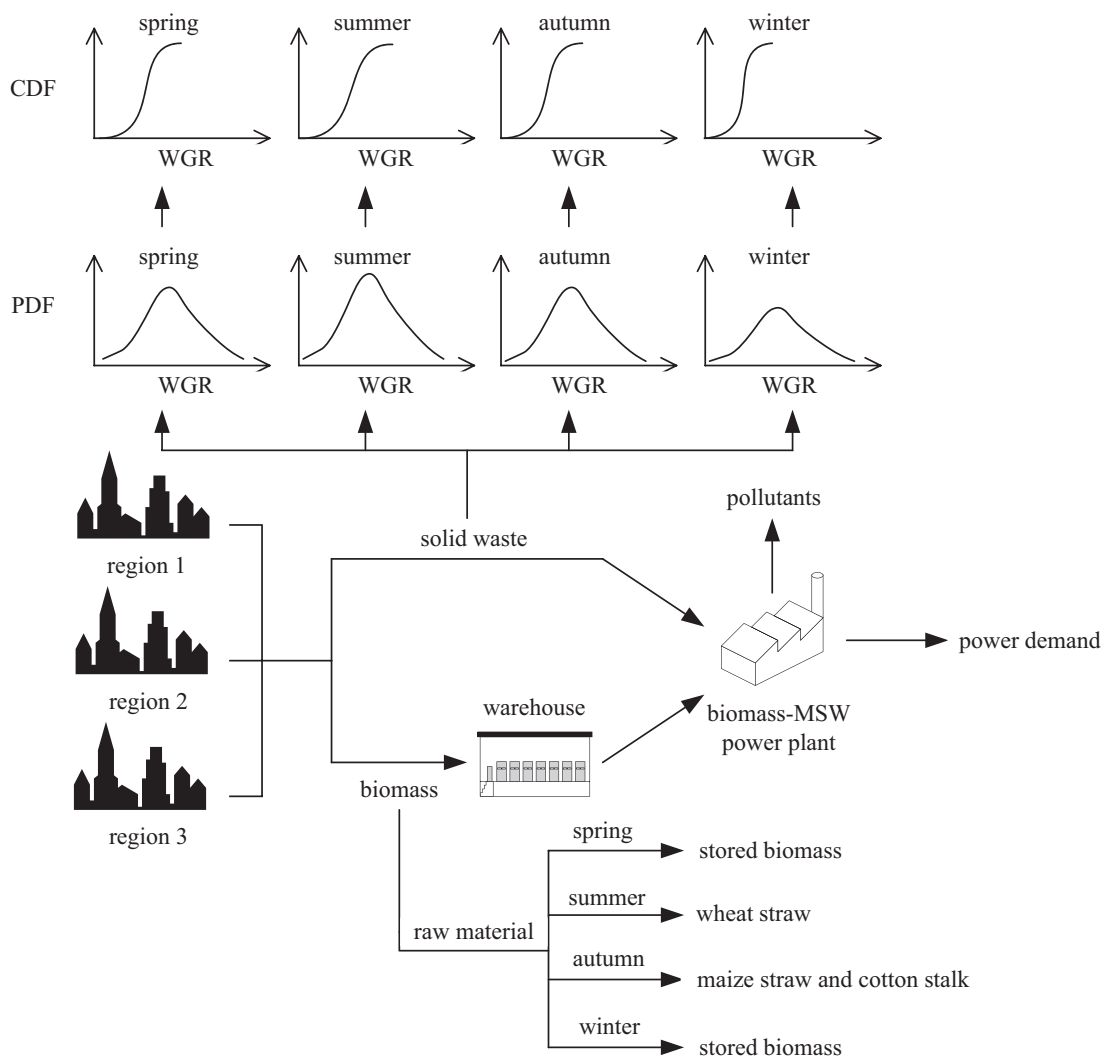 spring
summer
autumn
winter
CDF
WGR
WGR
WGR
WGR
spring
summer
autumn
winter
PDF
WGR
WGR
WGR
WGR
pollutants
solid waste
region 1
power demand
region 2
warehouse
biomass-MSW
power plant
biomass
region 3
spring
stored biomass
summer
wheat straw
raw material
autumn
maize straw and cotton stalk
winter
stored biomass